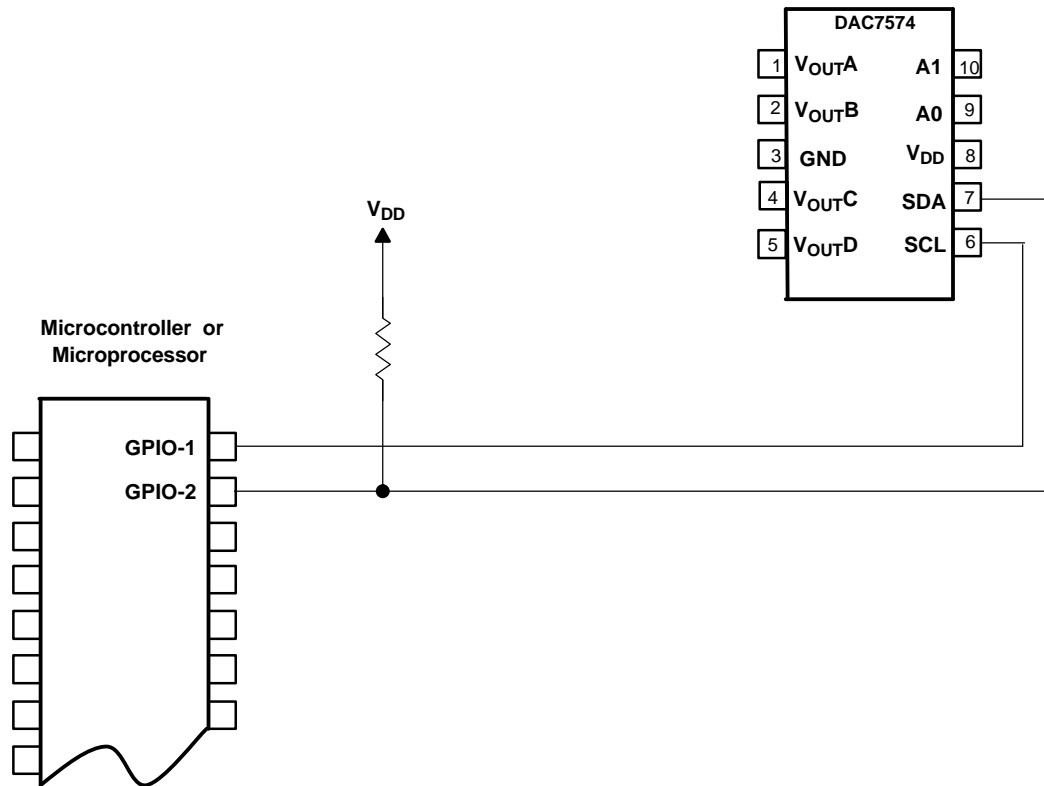 DAC7574
1 VOUTA A1 10
2 VOUTB A0 9
3 GND VDD 8
4 VOUTC SDA 7
5 VOUTD SCL 6
VDD
Microcontroller or
Microprocessor
GPIO-1
GPIO-2